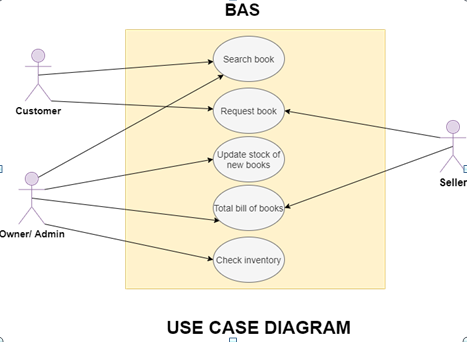 BAS
Search book
Customer
Request book
Update stock of
new books
Seller
Total bill of books
Owner/ Admin
Check inventory
USE CASE DIAGRAM